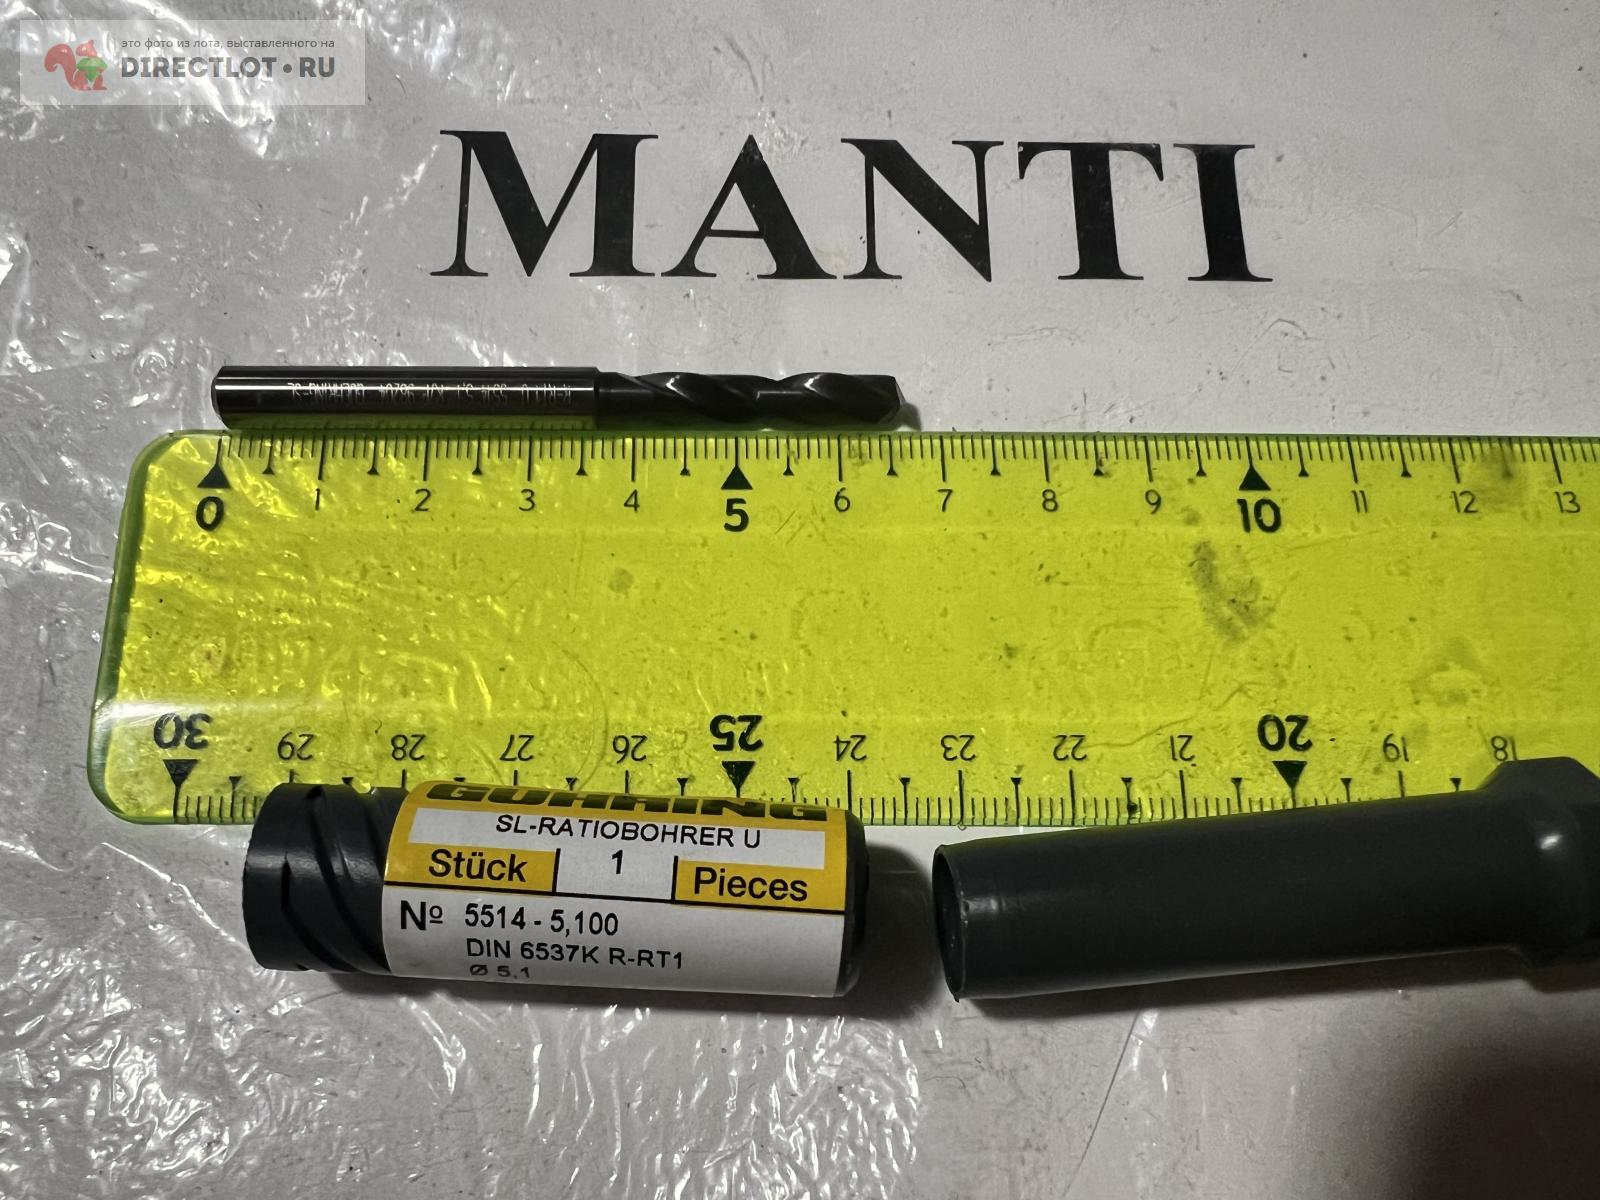 это фото из лота, выставленного на
DIRECTLOT•RU
MANTI
0 1 2 3 4 5 6 7 8 9 10 11 12 13
30 29 28 27 26 25 24 23 22 21 20 19 18
GUHRING
SL-RATIOBOHRER U
Stück 1 Pieces
Nº 5514 - 5,100
DIN 6537K R-RT1
Ø 5,1